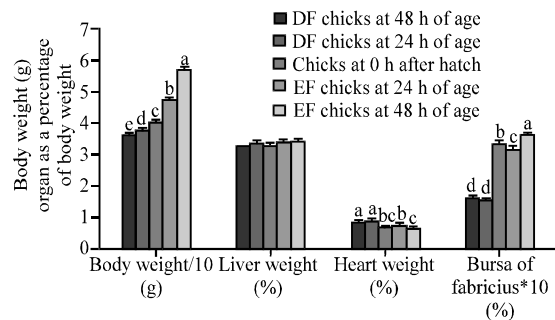 DF chicks at 48 h of age
DF chicks at 24 h of age
Chicks at 0 h after hatch
EF chicks at 24 h of age
EF chicks at 48 h of age
Body weight (g)
organ as a percentage
of body weight
7
6
5
4
3
2
1
0
e d c b a
a a bc b c
d d b c a
Body weight/10
(g)
Liver weight
(%)
Heart weight
(%)
Bursa of
fabricius*10
(%)